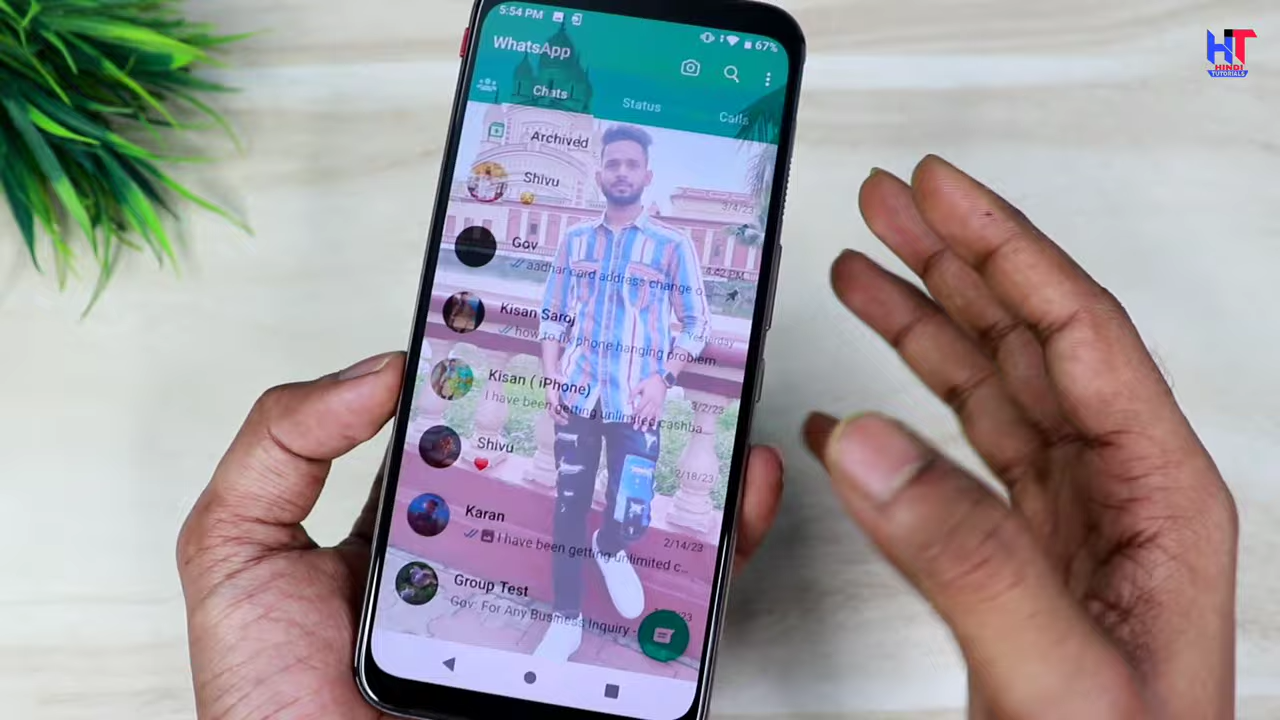 5:54 PM
67%
WhatsApp
Chats
Status
Calls
Archived
Shivu
3/4/23
Gov
aadhar card address change o..
4:42 PM
Kisan Saroj
Yesterday
how to fix phone hanging problem
Kisan ( iPhone)
3/2/23
I have been getting unlimited cashba...
Shivu
2/18/23
Karan
2/14/23
I have been getting unlimited c...
Group Test
Gov: For Any Business Inquiry -
HT
HINDI
TUTORIALS